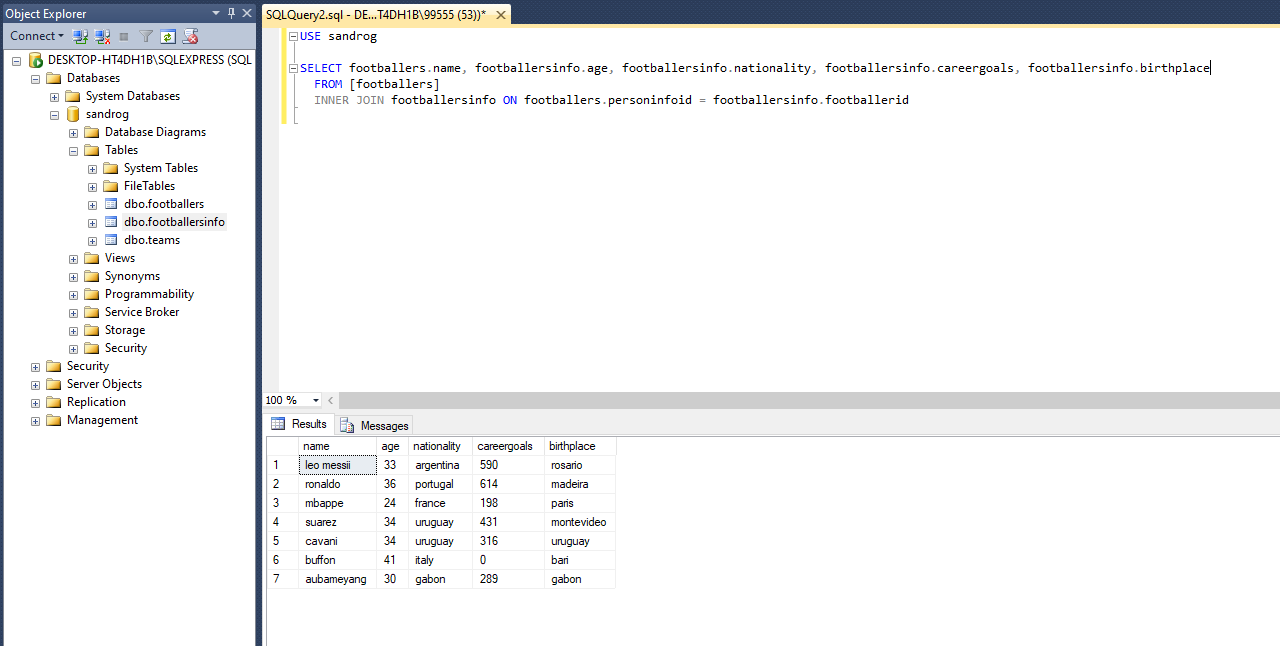 Object Explorer
Connect
DESKTOP-HT4DH1B\SQLEXPRESS (SQL
Databases
System Databases
sandrog
Database Diagrams
Tables
System Tables
FileTables
dbo.footballers
dbo.footballersinfo
dbo.teams
Views
Synonyms
Programmability
Service Broker
Storage
Security
Security
Server Objects
Replication
Management
SQLQuery2.sql - DE...T4DH1B\99555 (53))*
USE sandrog
SELECT footballers.name, footballersinfo.age, footballersinfo.nationality, footballersinfo.careergoals, footballersinfo.birthplace
FROM [footballers]
INNER JOIN footballersinfo ON footballers.personinfoid = footballersinfo.footballerid
100 %
Results Messages
name age nationality careergoals birthplace
1 leo messii 33 argentina 590 rosario
2 ronaldo 36 portugal 614 madeira
3 mbappe 24 france 198 paris
4 suarez 34 uruguay 431 montevideo
5 cavani 34 uruguay 316 uruguay
6 buffon 41 italy 0 bari
7 aubameyang 30 gabon 289 gabon